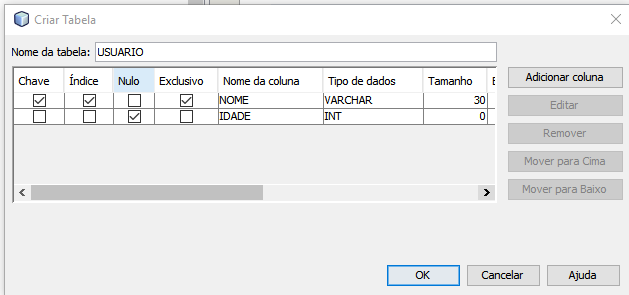 Criar Tabela
Nome da tabela: USUARIO
Chave Índice Nulo Exclusivo Nome da coluna Tipo de dados Tamanho
NOME VARCHAR 30
IDADE INT 0
Adicionar coluna
Editar
Remover
Mover para Cima
Mover para Baixo
OK Cancelar Ajuda